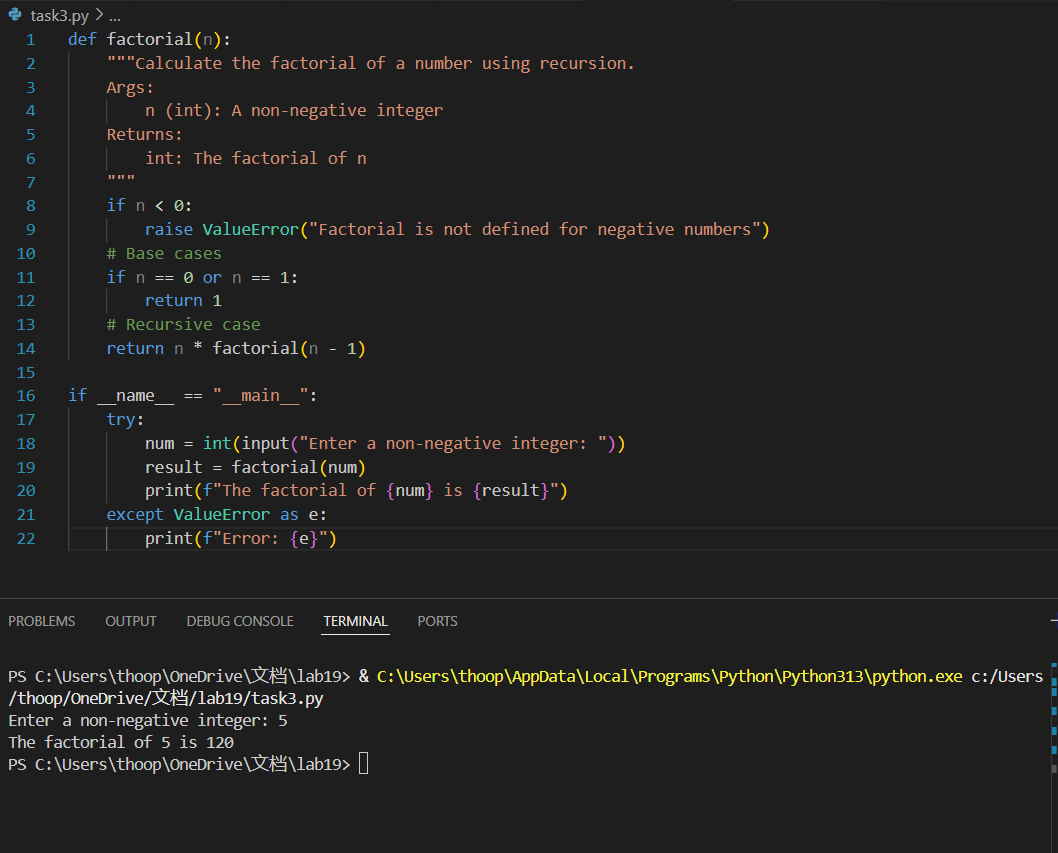 task3.py > ...
1 def factorial(n):
2     """Calculate the factorial of a number using recursion.
3     Args:
4         n (int): A non-negative integer
5     Returns:
6         int: The factorial of n
7     """
8     if n < 0:
9         raise ValueError("Factorial is not defined for negative numbers")
10     # Base cases
11     if n == 0 or n == 1:
12         return 1
13     # Recursive case
14     return n * factorial(n - 1)
15
16 if __name__ == "__main__":
17     try:
18         num = int(input("Enter a non-negative integer: "))
19         result = factorial(num)
20         print(f"The factorial of {num} is {result}")
21     except ValueError as e:
22         print(f"Error: {e}")
PROBLEMS OUTPUT DEBUG CONSOLE TERMINAL PORTS
PS C:\Users\thoop\OneDrive\文档\lab19> & C:\Users\thoop\AppData\Local\Programs\Python\Python313\python.exe c:/Users
/thoop/OneDrive/文档/lab19/task3.py
Enter a non-negative integer: 5
The factorial of 5 is 120
PS C:\Users\thoop\OneDrive\文档\lab19>